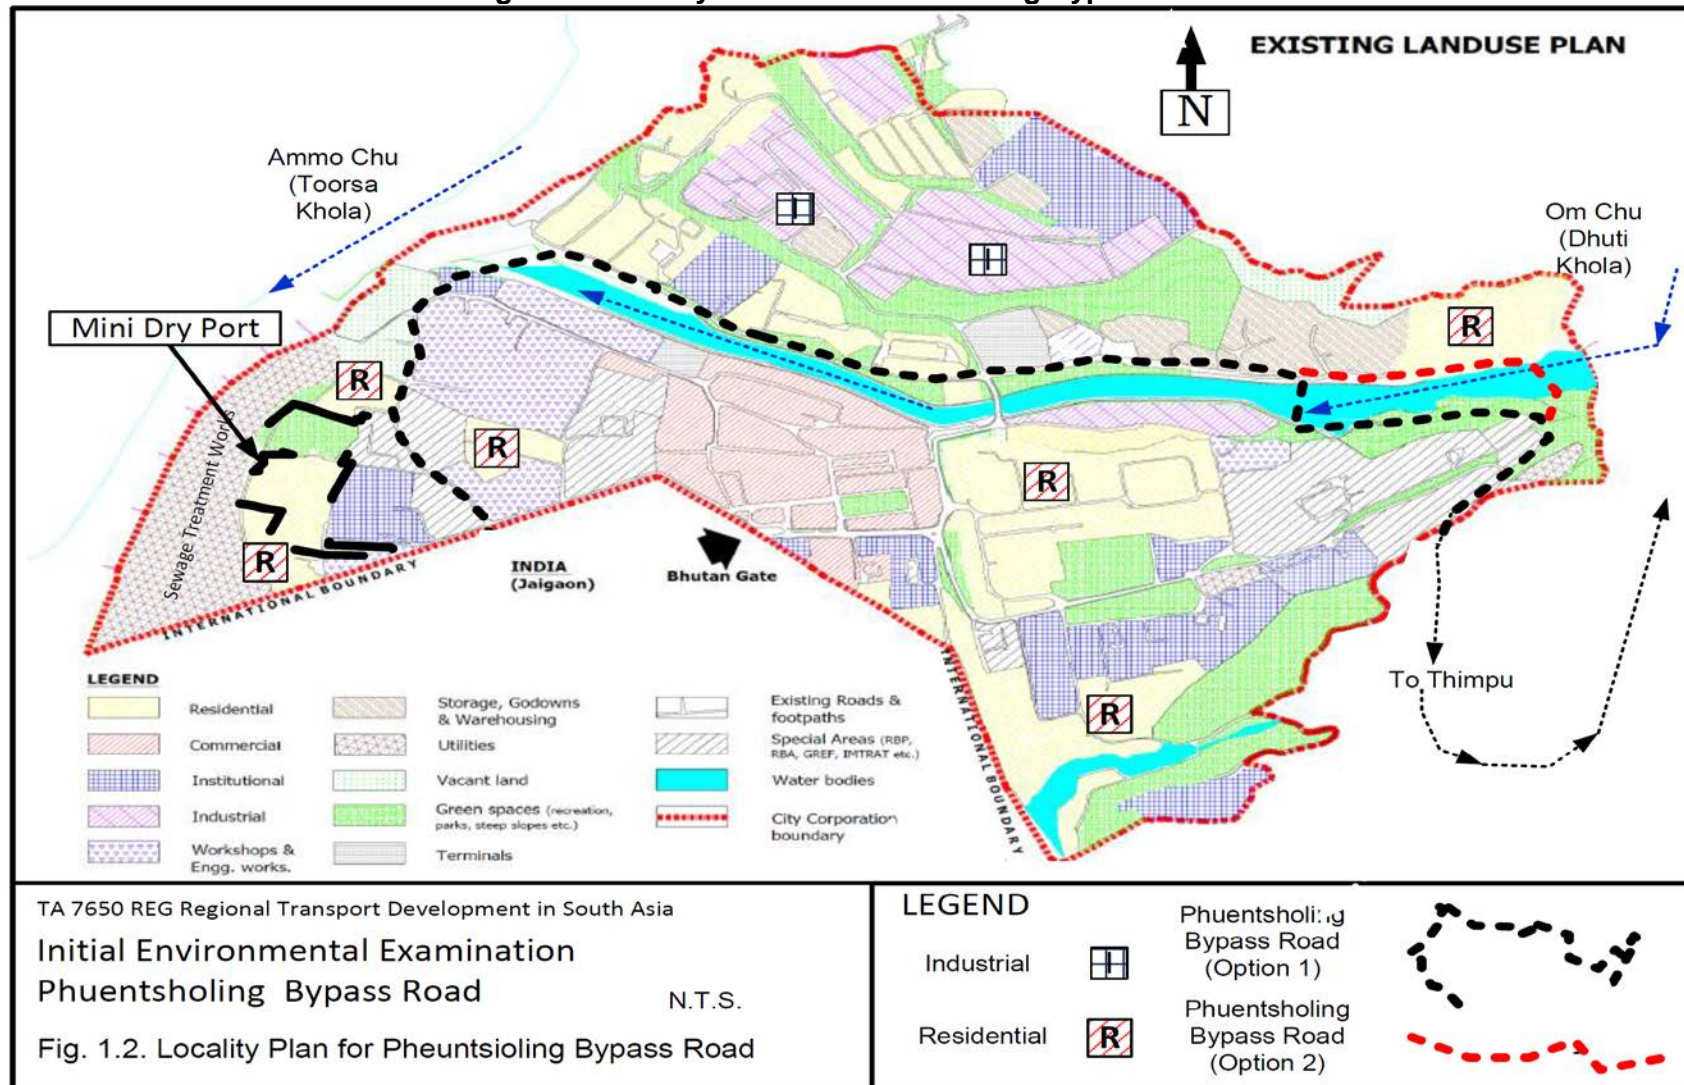 EXISTING LANDUSE PLAN
N
Ammo Chu
(Toorsa
Khola)
Om Chu
(Dhuti
Khola)
Mini Dry Port
I
I
R
R
R
R
R
R
Sewage Treatment Works
INTERNATIONAL BOUNDARY
INDIA
(Jaigaon)
Bhutan Gate
INTERNATIONAL BOUNDARY
To Thimpu
LEGEND
Residential
Commercial
Institutional
Industrial
Workshops &
Engg. works.
Storage, Godowns
& Warehousing
Utilities
Vacant land
Green spaces (recreation,
parks, steep slopes etc.)
Terminals
Existing Roads &
footpaths
Special Areas (RBP,
RBA, GREF, IMTRAT etc.)
Water bodies
City Corporation
boundary
TA 7650 REG Regional Transport Development in South Asia
Initial Environmental Examination
Phuentsholing Bypass Road
N.T.S.
Fig. 1.2. Locality Plan for Pheuntsioling Bypass Road
LEGEND
Industrial
I
Residential
R
Phuentsholing
Bypass Road
(Option 1)
Phuentsholing
Bypass Road
(Option 2)